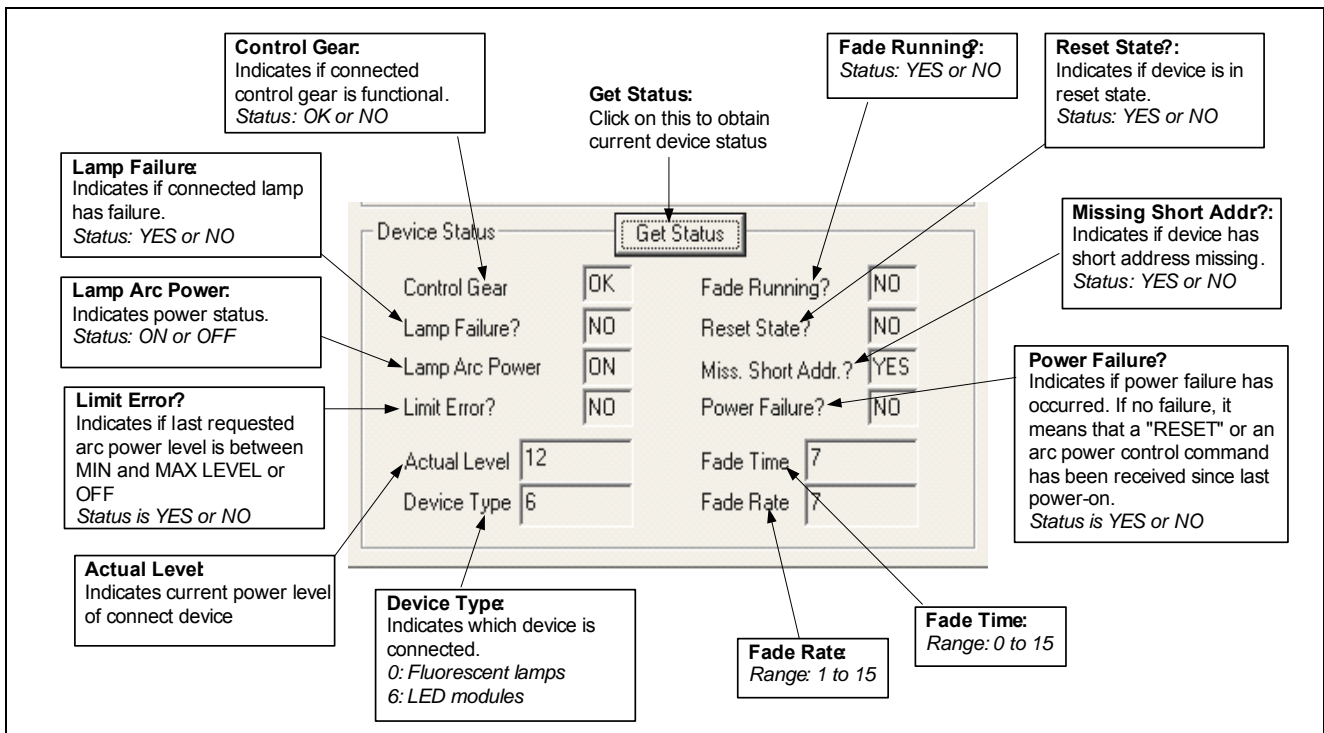 Control Gear:
Indicates if connected
control gear is functional.
Status: OK or NO
Fade Running?:
Status: YES or NO
Reset State?:
Indicates if device is in
reset state.
Status: YES or NO
Get Status:
Click on this to obtain
current device status
Lamp Failure:
Indicates if connected lamp
has failure.
Status: YES or NO
Missing Short Addr?:
Indicates if device has
short address missing.
Status: YES or NO
Lamp Arc Power:
Indicates power status.
Status: ON or OFF
Limit Error?
Indicates if last requested
arc power level is between
MIN and MAX LEVEL or
OFF
Status is YES or NO
Power Failure?
Indicates if power failure has
occurred. If no failure, it
means that a "RESET" or an
arc power control command
has been received since last
power-on.
Status is YES or NO
Device Status
Get Status
Control Gear OK
Fade Running? NO
Lamp Failure? NO
Reset State? NO
Lamp Arc Power ON
Miss. Short Addr.? YES
Limit Error? NO
Power Failure? NO
Actual Level 12
Fade Time 7
Device Type 6
Fade Rate 7
Actual Level:
Indicates current power level
of connect device
Device Type:
Indicates which device is
connected.
0: Fluorescent lamps
6: LED modules
Fade Rate:
Range: 1 to 15
Fade Time:
Range: 0 to 15